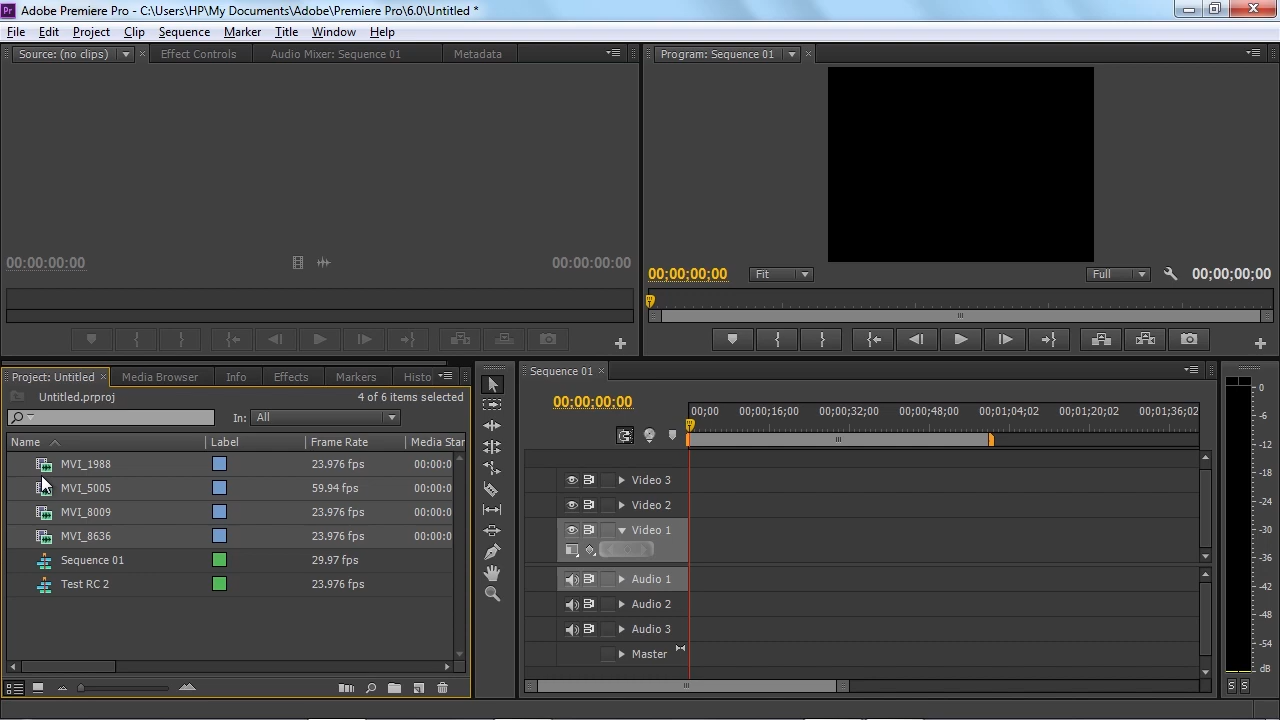 Pr Adobe Premiere Pro - C:\Users\HP\My Documents\Adobe\Premiere Pro\6.0\Untitled *
File Edit Project Clip Sequence Marker Title Window Help
Source: (no clips) Effect Controls Audio Mixer: Sequence 01 Metadata
Program: Sequence 01
00:00:00:00 00:00:00:00
00;00;00;00 Fit Full 00;00;00;00
Project: Untitled Media Browser Info Effects Markers Histo
Untitled.prproj 4 of 6 items selected
In: All
Name Label Frame Rate Media Star
MVI_1988 23.976 fps 00:00:0
MVI_5005 59.94 fps 00:00:0
MVI_8009 23.976 fps 00:00:0
MVI_8636 23.976 fps 00:00:0
Sequence 01 29.97 fps
Test RC 2 23.976 fps
Sequence 01
00:00:00:00
00;00 00;00;16;00 00;00;32;00 00;00;48;00 00;01;04;02 00;01;20;02 00;01;36;02
Video 3
Video 2
Video 1
Audio 1
Audio 2
Audio 3
Master
0
-6
-12
-18
-24
-30
-36
-42
-48
-54
dB
S S